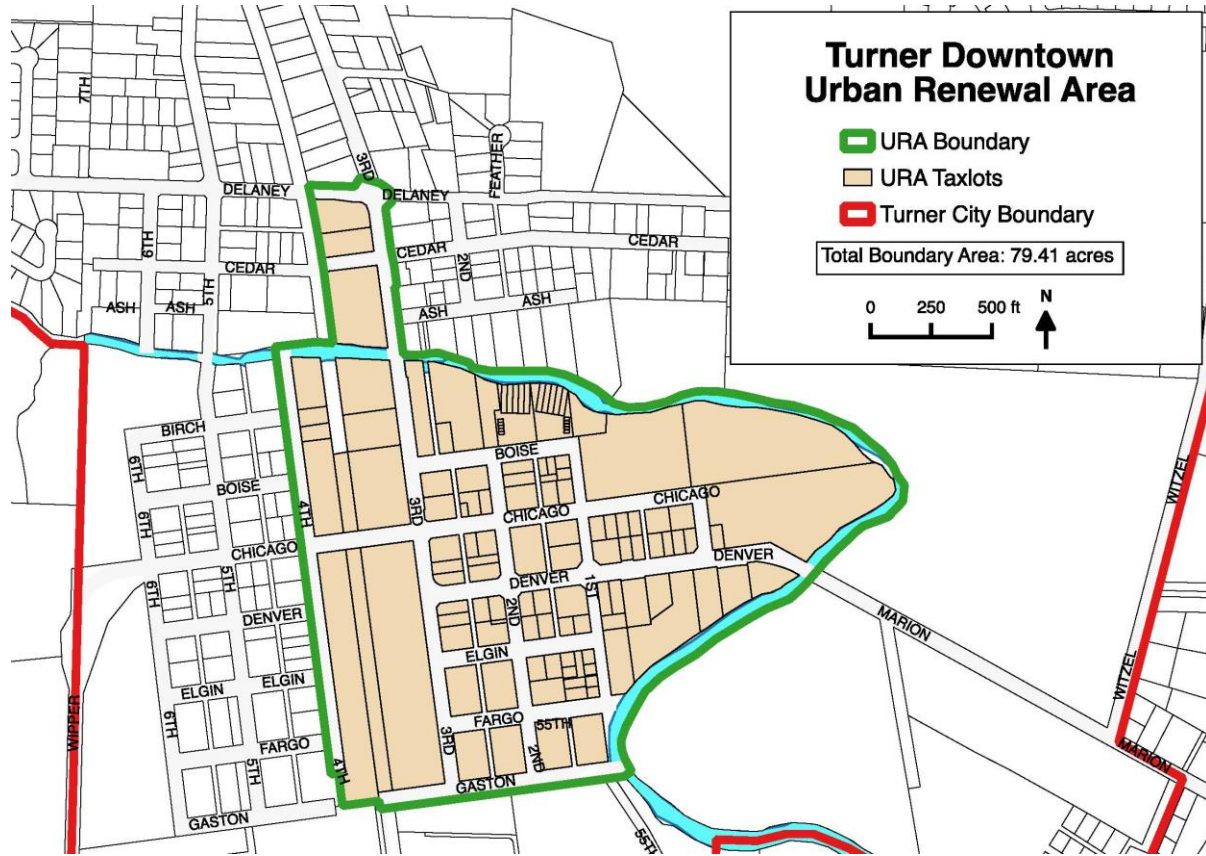 Turner Downtown
Urban Renewal Area
URA Boundary
URA Taxlots
Turner City Boundary
Total Boundary Area: 79.41 acres
0 250 500 ft
N
7TH
3RD
FEATHER
DELANEY
DELANEY
6TH
5TH
CEDAR
CEDAR
CEDAR
2ND
ASH
ASH
ASH
ASH
BIRCH
6TH
BOISE
BOISE
4TH
3RD
CHICAGO
CHICAGO
CHICAGO
6TH
WITZEL
6TH
5TH
DENVER
DENVER
DENVER
2ND
1ST
MARION
ELGIN
ELGIN
ELGIN
WITZEL
6TH
WIPPER
FARGO
FARGO
55TH
3RD
2ND
MARION
5TH
4TH
GASTON
GASTON
55TH